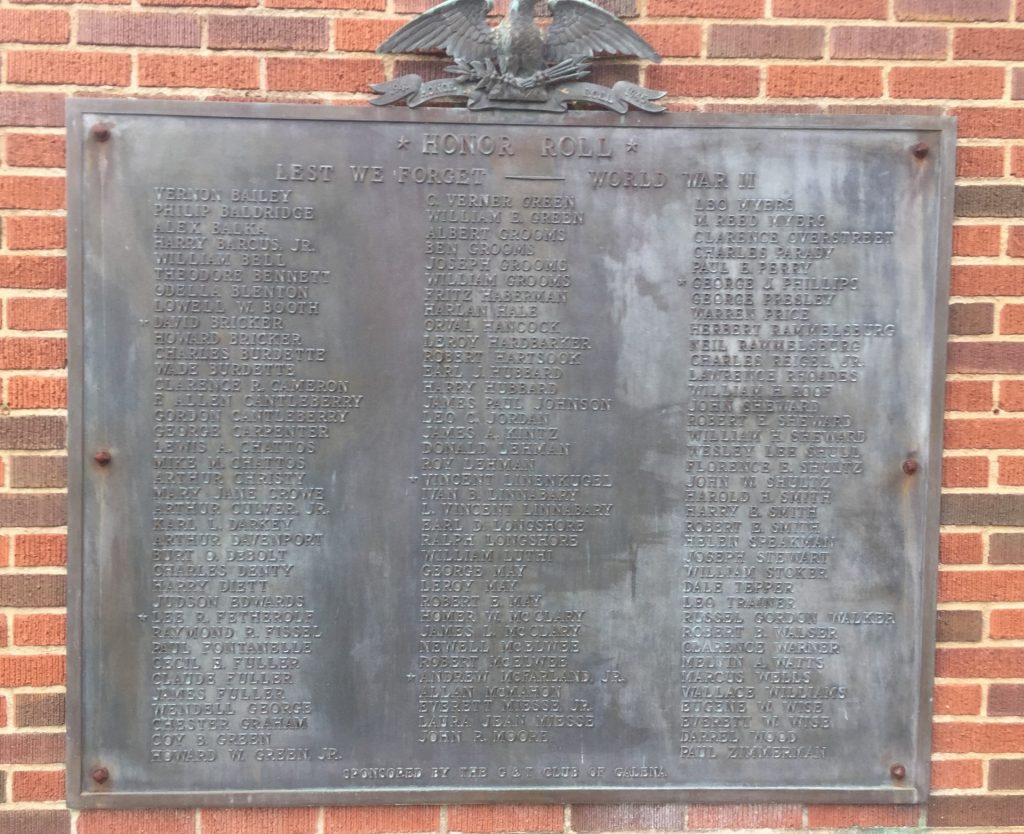 ★ HONOR ROLL ★
LEST WE FORGET —— WORLD WAR II
VERNON BAILEY
PHILIP BALDRIDGE
ALEX BALKA
HARRY BARCUS, JR.
WILLIAM BELL
THEODORE BENNETT
ODELLA BLENTON
LOWELL W. BOOTH
★ DAVID BRICKER
HOWARD BRICKER
CHARLES BURDETTE
WADE BURDETTE
CLARENCE R. CAMERON
F. ALLEN CANTLEBERRY
GORDON CANTLEBERRY
GEORGE CARPENTER
LEWIS A. CHATTOS
MIKE M. CHATTOS
ARTHUR CHRISTY
MARY JANE CROWE
ARTHUR CULVER, JR.
KARL L. DARKEY
ARTHUR DAVENPORT
BURT O. DEBOLT
CHARLES DENTY
HARRY DIETT
JUDSON EDWARDS
★ LEE R. FETHEROLF
RAYMOND R. FISSEL
PAUL FONTANELLE
CECIL E. FULLER
CLAUDE FULLER
JAMES FULLER
WENDELL GEORGE
CHESTER GRAHAM
COY B. GREEN
HOWARD W. GREEN, JR.
C. VERNER GREEN
WILLIAM E. GREEN
ALBERT GROOMS
BEN GROOMS
JOSEPH GROOMS
WILLIAM GROOMS
FRITZ HABERMAN
HARLAN HALE
ORVAL HANCOCK
LEROY HARDBARKER
ROBERT HARTSOOK
EARL J. HUBBARD
HARRY HUBBARD
JAMES PAUL JOHNSON
LEO C. JORDAN
JAMES A. KINTZ
DONALD LEHMAN
ROY LEHMAN
★ VINCENT LINENKUGEL
IVAN B. LINNABARY
L. VINCENT LINNABARY
EARL D. LONGSHORE
RALPH LONGSHORE
WILLIAM LUTHI
GEORGE MAY
LEROY MAY
ROBERT E. MAY
HOMER W. MCCLARY
JAMES L. MCCLARY
NEWELL MCELWEE
ROBERT MCELWEE
★ ANDREW MCFARLAND, JR.
ALLAN MCMAHON
EVERETT MIESSE, JR.
LAURA JEAN MIESSE
JOHN R. MOORE
LEO MYERS
M. REED MYERS
CLARENCE OVERSTREET
CHARLES PARADY
PAUL E. PERRY
★ GEORGE J. PHILLIPS
GEORGE PRESLEY
WARREN PRICE
HERBERT RAMMELSBURG
NEIL RAMMELSBURG
CHARLES REIGEL, JR.
LAWRENCE RHOADES
WILLIAM H. ROOF
JOHN SHEWARD
ROBERT E. SHEWARD
WILLIAM H. SHEWARD
WESLEY LEE SHULL
FLORENCE E. SHULTZ
JOHN W. SHULTZ
HAROLD H. SMITH
HARRY B. SMITH
ROBERT E. SMITH
HELEN SPEAKMAN
JOSEPH STEWART
WILLIAM STOKER
DALE TEPPER
LEO TRAINER
RUSSEL GORDON WALKER
ROBERT B. WALSER
CLARENCE WARNER
MELVIN A. WATTS
MARCUS WELLS
WALLACE WILLIAMS
EUGENE W. WISE
EVERETT W. WISE
DARREL WOOD
PAUL ZIMMERMAN
SPONSORED BY THE G & T CLUB OF GALENA